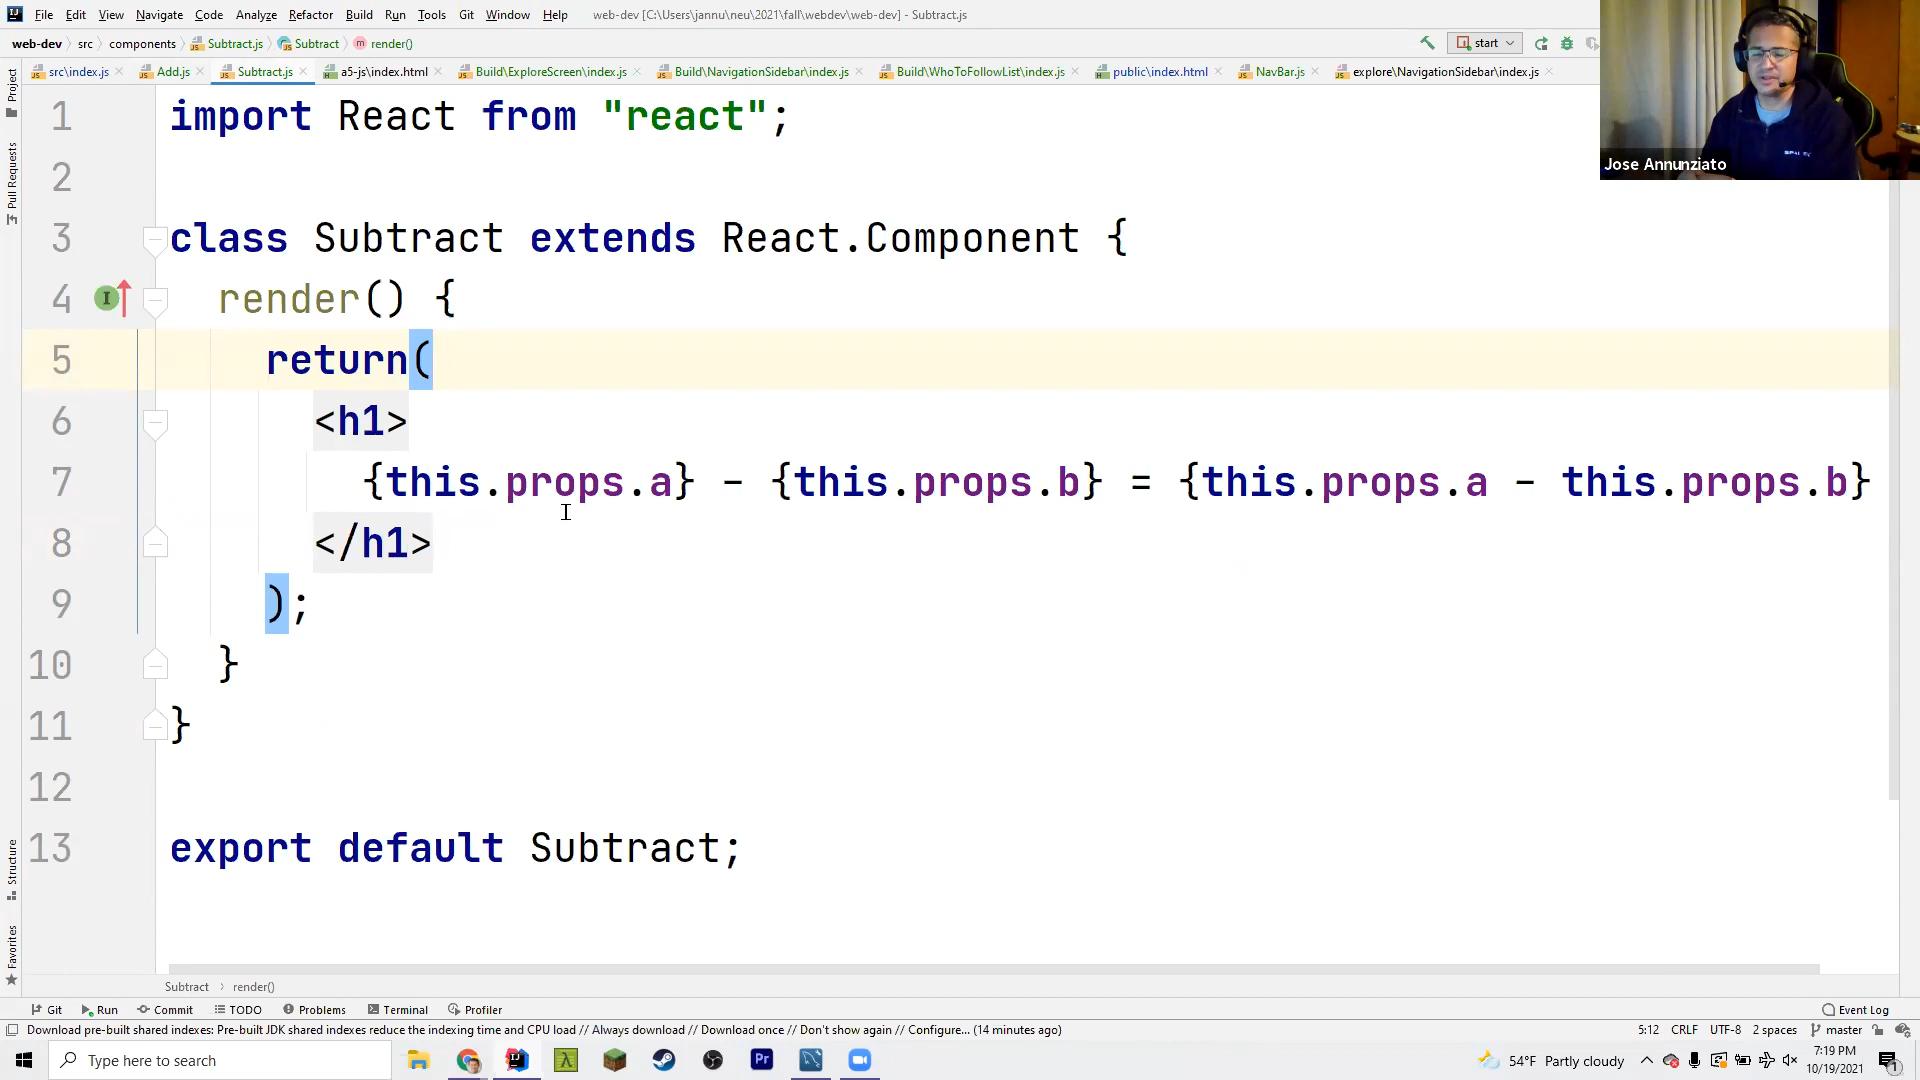 File Edit View Navigate Code Analyze Refactor Build Run Tools Git Window Help web-dev [C:\Users\jannu\neu\2021\fall\webdev\web-dev] - Subtract.js
web-dev src components Subtract.js Subtract render() start
src\index.js Add.js Subtract.js a5-js\index.html Build\ExploreScreen\index.js Build\NavigationSidebar\index.js Build\WhoToFollowList\index.js public\index.html NavBar.js explore\NavigationSidebar\index.js
Project
Pull Requests
Structure
Favorites
Jose Annunziato
1 import React from "react";
2
3 class Subtract extends React.Component {
4 render() {
5 return(
6 <h1>
7 {this.props.a} - {this.props.b} = {this.props.a - this.props.b}
8 </h1>
9 );
10 }
11 }
12
13 export default Subtract;
Subtract render()
Git Run Commit TODO Problems Terminal Profiler Event Log
Download pre-built shared indexes: Pre-built JDK shared indexes reduce the indexing time and CPU load // Always download // Download once // Don't show again // Configure... (14 minutes ago) 5:12 CRLF UTF-8 2 spaces master
Type here to search 54°F Partly cloudy 7:19 PM
10/19/2021 1